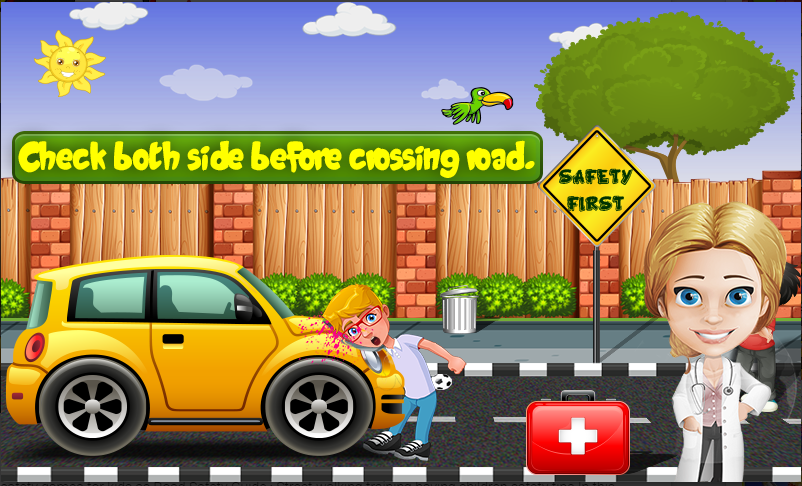 Check both side before crossing road.
SAFETY
FIRST